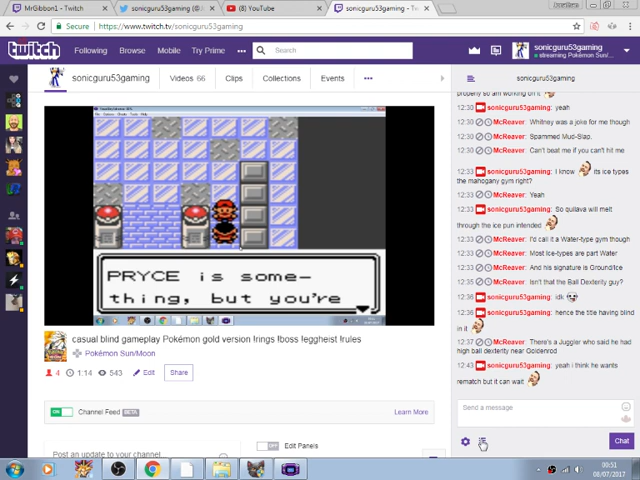 MrGibbon1 - Twitch
sonicguru53gaming (@
(8) YouTube
sonicguru53gaming - Twit
Secure | https://www.twitch.tv/sonicguru53gaming
twitch
Following
Browse
Mobile
Try Prime
Search
sonicguru53gaming
streaming Pokémon Sun/...
sonicguru53gaming
Videos 66
Clips
Collections
Events
sonicguru53gaming
properly so am working on it
12:30 sonicguru53gaming: yeah
12:30 McReaver: Whitney was a joke for me though
12:30 McReaver: Spammed Mud-Slap.
12:30 McReaver: Can't beat me if you can't hit me
12:33 sonicguru53gaming: I know its ice types
the mahogany gym right?
12:33 McReaver: Yeah
12:33 sonicguru53gaming: So quilava will melt
through the ice pun intended
12:33 McReaver: I'd call it a Water-type gym though
12:33 McReaver: Most Ice-types are part Water
12:33 McReaver: And his signature is Ground/Ice
12:35 McReaver: Isn't that the Ball Dexterity guy?
12:36 sonicguru53gaming: idk
12:36 sonicguru53gaming: hence the title having blind
in it
12:37 McReaver: There's a Juggler who said he had
high ball dexterity near Goldenrod
12:43 sonicguru53gaming: yeah i think he wants
rematch but it can wait
PRYCE is some-
thing, but you're
casual blind gameplay Pokémon gold version !rings !boss !eggheist !rules
Pokémon Sun/Moon
4
1:14
543
Edit
Share
ON
Channel Feed BETA
Learn More
OFF
Edit Panels
Post an update to your channel
Send a message
Chat
00:51
08/07/2017